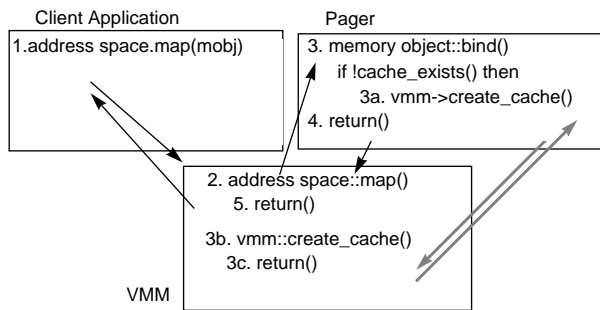 Client Application
1.address space.map(mobj)
Pager
3. memory object::bind()
if !cache_exists() then
3a. vmm->create_cache()
4. return()
2. address space::map()
5. return()
3b. vmm::create_cache()
3c. return()
VMM